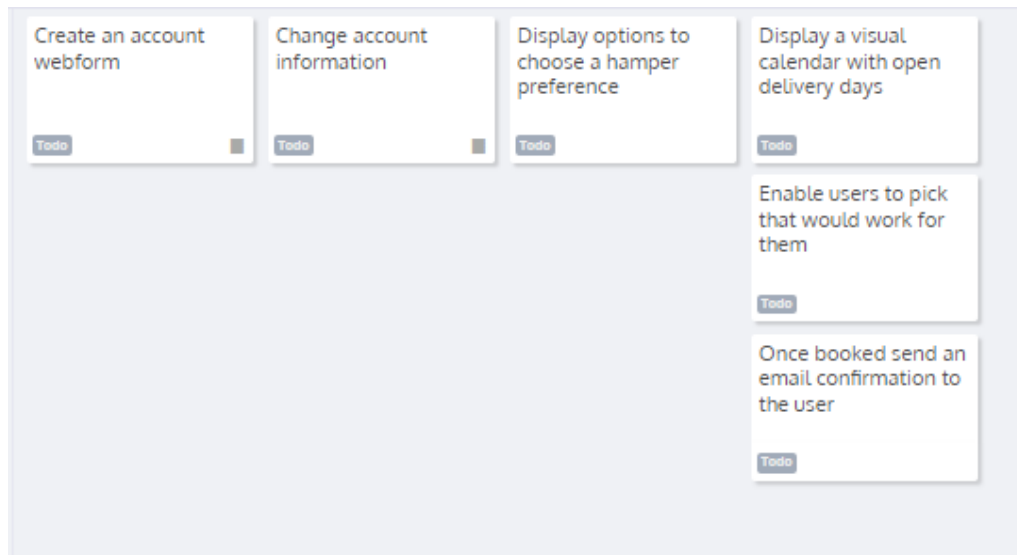 Create an account
webform
Todo
Change account
information
Todo
Display options to
choose a hamper
preference
Todo
Display a visual
calendar with open
delivery days
Todo
Enable users to pick
that would work for
them
Todo
Once booked send an
email confirmation to
the user
Todo